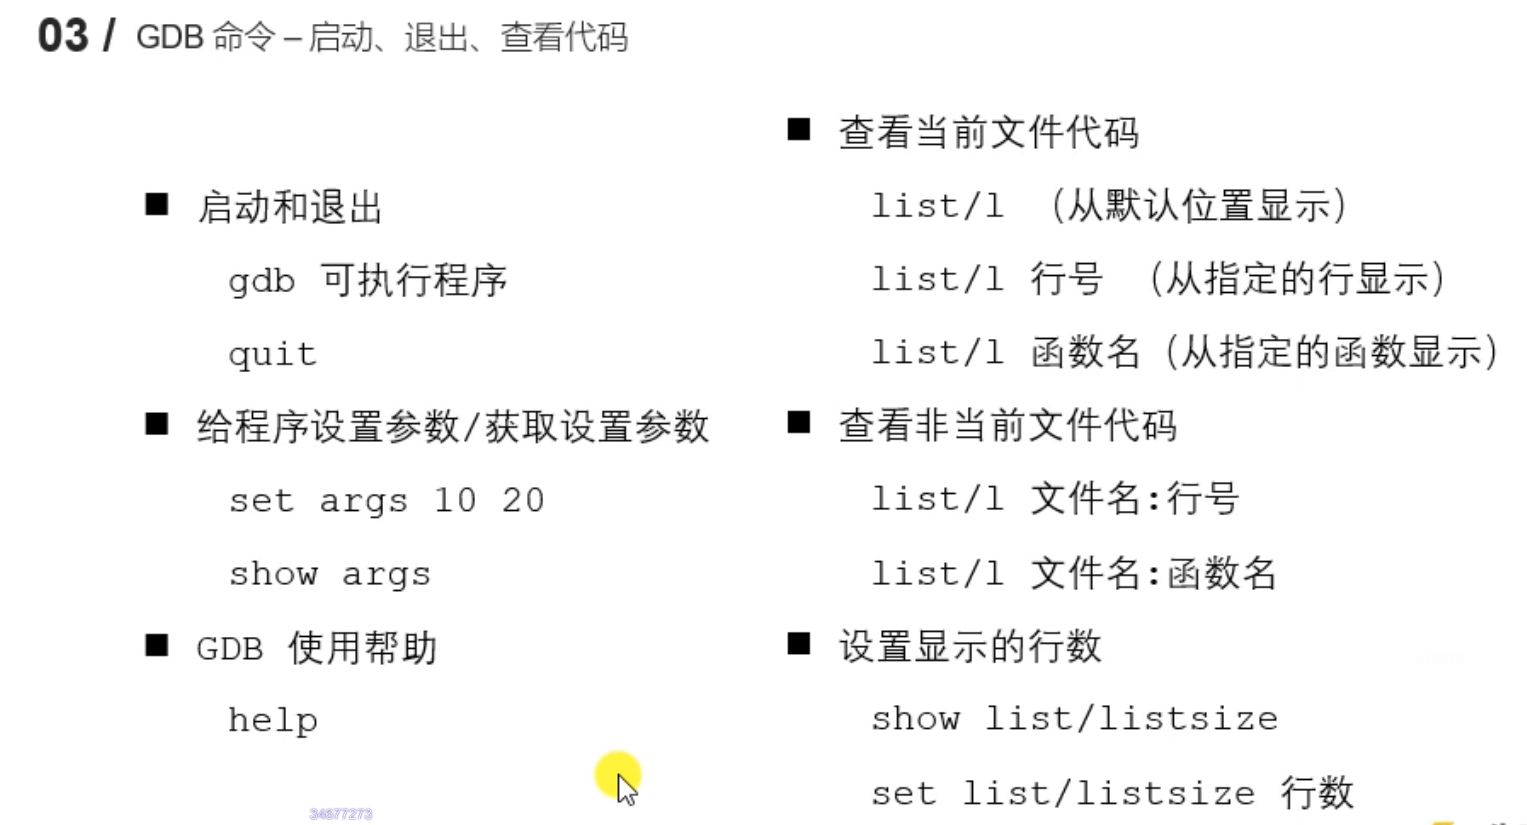 03 / GDB 命令 – 启动、退出、查看代码
■ 启动和退出
gdb 可执行程序
quit
■ 给程序设置参数/获取设置参数
set args 10 20
show args
■ GDB 使用帮助
help
■ 查看当前文件代码
list/l （从默认位置显示）
list/l 行号 （从指定的行显示）
list/l 函数名（从指定的函数显示）
■ 查看非当前文件代码
list/l 文件名:行号
list/l 文件名:函数名
■ 设置显示的行数
show list/listsize
set list/listsize 行数
34677273